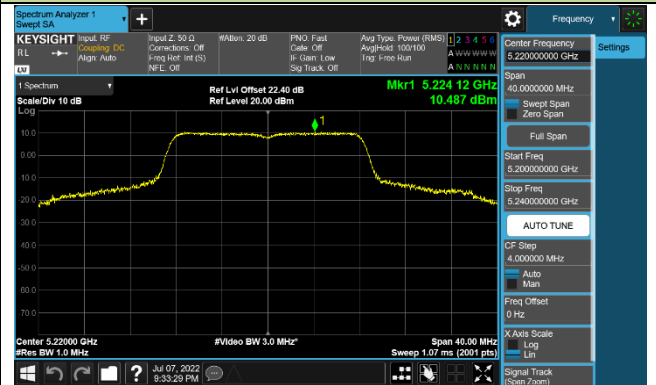 Spectrum Analyzer 1
Swept SA
Frequency
KEYSIGHT
RL
Input: RF
Coupling: DC
Align: Auto
Input Z: 50 Ω
Corrections: Off
Freq Ref: Int (S)
NFE: Off
#Atten: 20 dB
PNO: Fast
Gate: Off
IF Gain: Low
Sig Track: Off
Avg Type: Power (RMS)
Avg|Hold: 100/100
Trig: Free Run
1 2 3 4 5 6
A W W W W W
A N N N N N
1 Spectrum
Scale/Div 10 dB
Log
Ref Lvl Offset 22.40 dB
Ref Level 20.00 dBm
Mkr1 5.224 12 GHz
10.487 dBm
1
10.0
0.00
-10.0
-20.0
-30.0
-40.0
-50.0
-60.0
-70.0
Center 5.22000 GHz
#Res BW 1.0 MHz
#Video BW 3.0 MHz*
Span 40.00 MHz
Sweep 1.07 ms (2001 pts)
Jul 07, 2022
9:33:29 PM
Center Frequency
5.220000000 GHz
Settings
Span
40.0000000 MHz
Swept Span
Zero Span
Full Span
Start Freq
5.200000000 GHz
Stop Freq
5.240000000 GHz
AUTO TUNE
CF Step
4.000000 MHz
Auto
Man
Freq Offset
0 Hz
X Axis Scale
Log
Lin
Signal Track
(Span Zoom)